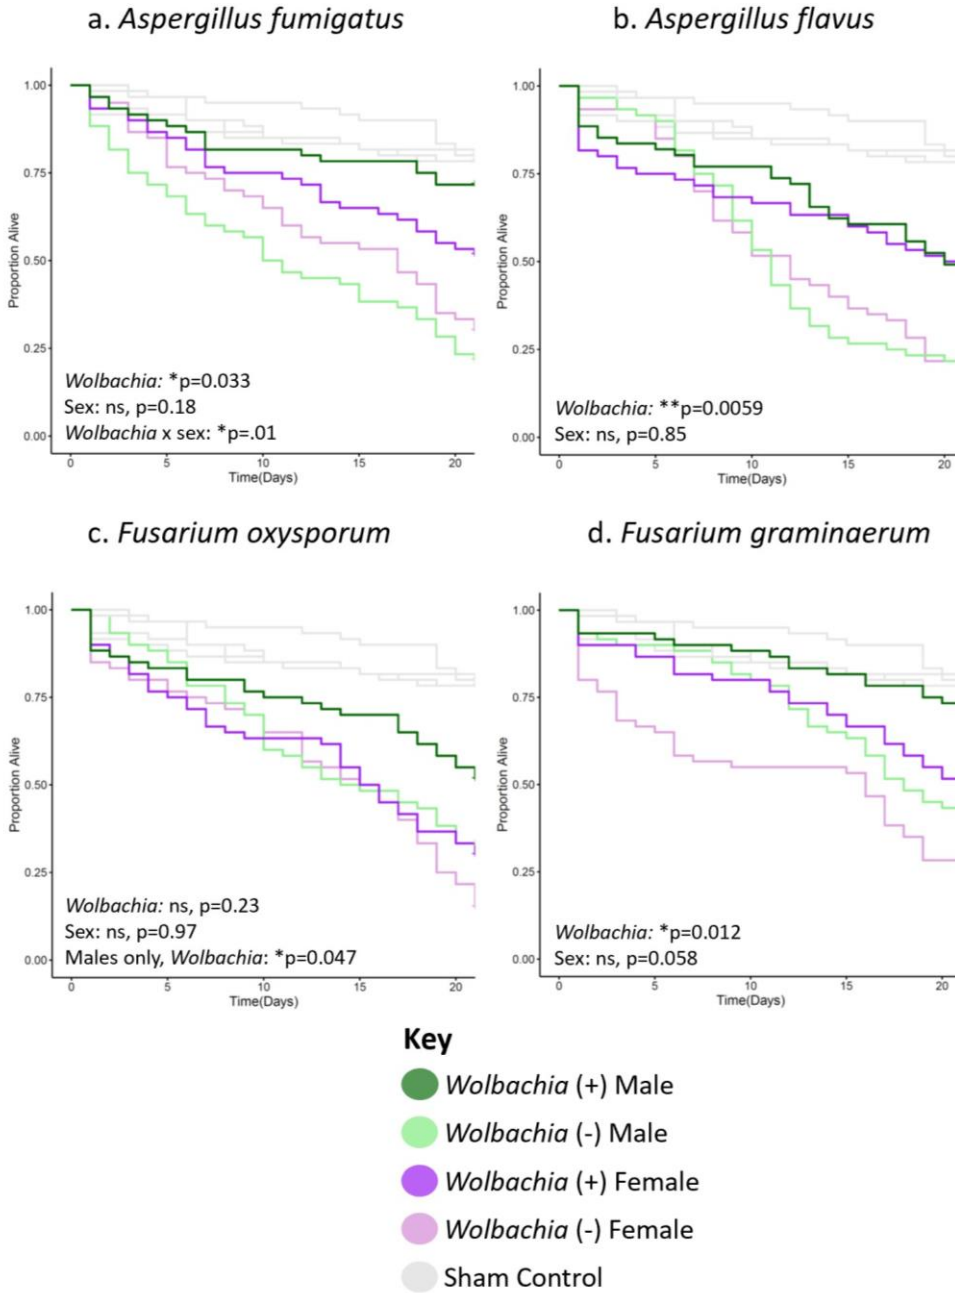 a. Aspergillus fumigatus
1.00
0.75
0.50
0.25
0.00
Proportion Alive
Wolbachia: *p=0.033
Sex: ns, p=0.18
Wolbachia x sex: *p=.01
0 5 10 15 20
Time(Days)
b. Aspergillus flavus
1.00
0.75
0.50
0.25
0.00
Proportion Alive
Wolbachia: **p=0.0059
Sex: ns, p=0.85
0 5 10 15 20
Time(Days)
c. Fusarium oxysporum
1.00
0.75
0.50
0.25
0.00
Proportion Alive
Wolbachia: ns, p=0.23
Sex: ns, p=0.97
Males only, Wolbachia: *p=0.047
0 5 10 15 20
Time(Days)
d. Fusarium graminaerum
1.00
0.75
0.50
0.25
0.00
Proportion Alive
Wolbachia: *p=0.012
Sex: ns, p=0.058
0 5 10 15 20
Time(Days)
Key
Wolbachia (+) Male
Wolbachia (-) Male
Wolbachia (+) Female
Wolbachia (-) Female
Sham Control